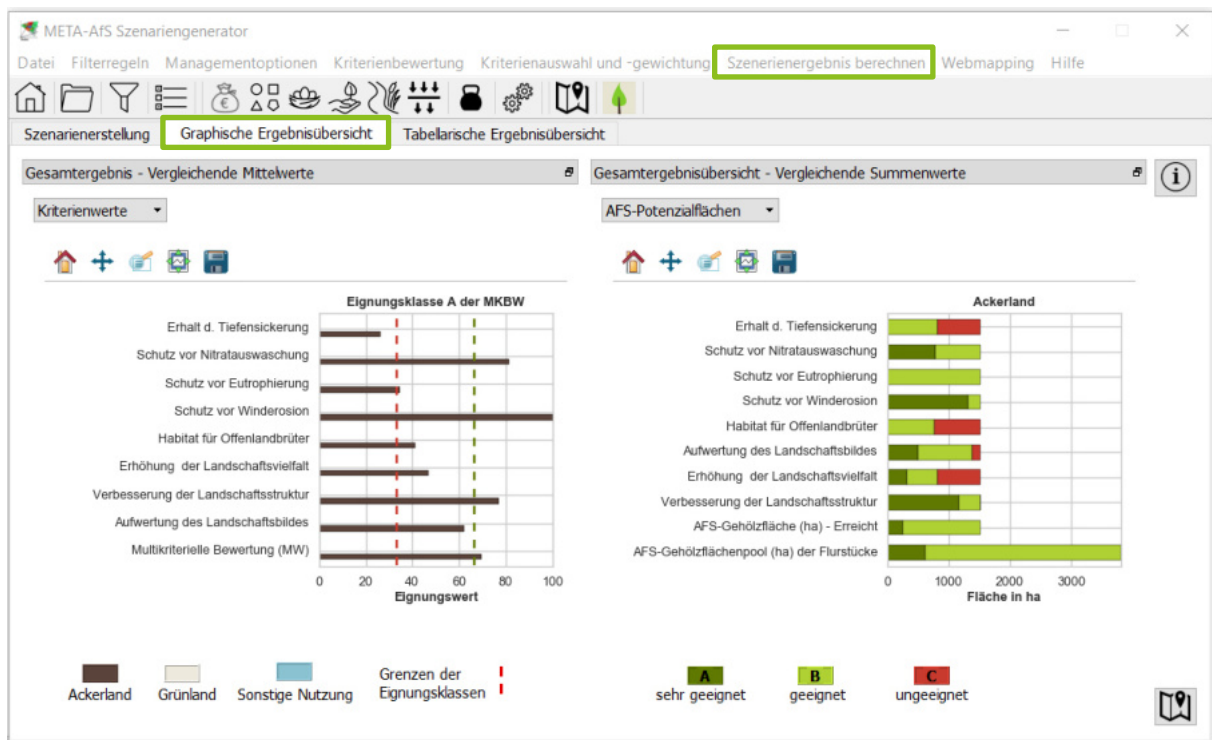 META-AfS Szenariengenerator
Datei Filterregeln Managementoptionen Kriterienbewertung Kriterienauswahl und -gewichtung Szenerienergebnis berechnen Webmapping Hilfe
Szenarienerstellung Graphische Ergebnisübersicht Tabellarische Ergebnisübersicht
Gesamtergebnis - Vergleichende Mittelwerte
Kriterienwerte
Eignungsklasse A der MKBW
Erhalt d. Tiefensickerung
Schutz vor Nitratauswaschung
Schutz vor Eutrophierung
Schutz vor Winderosion
Habitat für Offenlandbrüter
Erhöhung der Landschaftsvielfalt
Verbesserung der Landschaftsstruktur
Aufwertung des Landschaftsbildes
Multikriterielle Bewertung (MW)
0 20 40 60 80 100
Eignungswert
Ackerland Grünland Sonstige Nutzung
Grenzen der
Eignungsklassen
Gesamtergebnisübersicht - Vergleichende Summenwerte
i
AFS-Potenzialflächen
Ackerland
Erhalt d. Tiefensickerung
Schutz vor Nitratauswaschung
Schutz vor Eutrophierung
Schutz vor Winderosion
Habitat für Offenlandbrüter
Aufwertung des Landschaftsbildes
Erhöhung der Landschaftsvielfalt
Verbesserung der Landschaftsstruktur
AFS-Gehölzfläche (ha) - Erreicht
AFS-Gehölzflächenpool (ha) der Flurstücke
0 1000 2000 3000
Fläche in ha
A B C
sehr geeignet geeignet ungeeignet